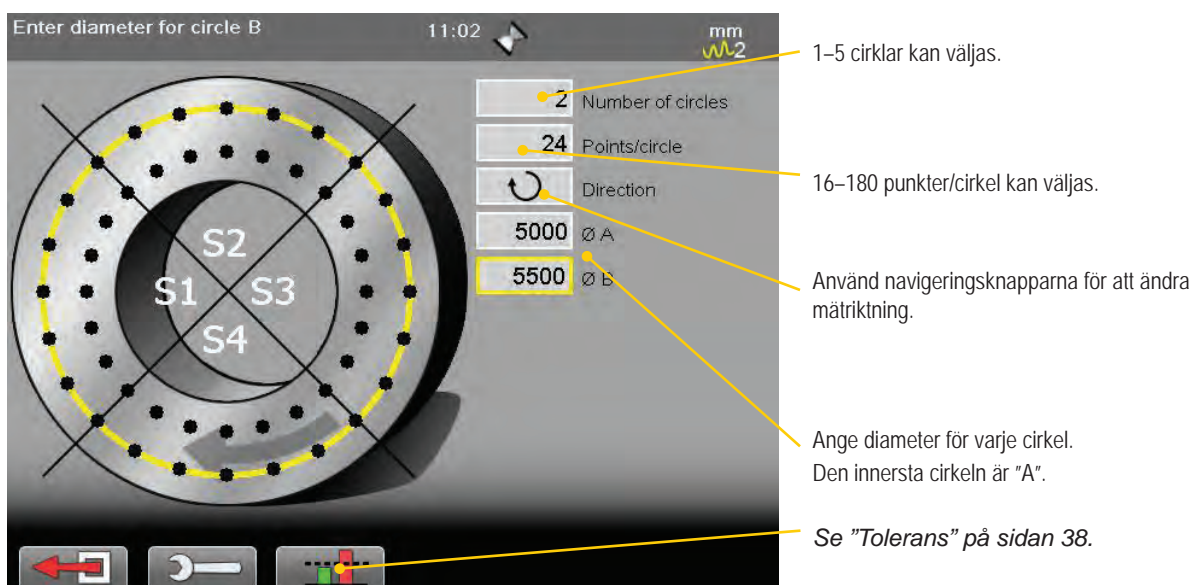 Enter diameter for circle B 11:02 mm
2
1–5 cirklar kan väljas.
2 Number of circles
24 Points/circle
16–180 punkter/cirkel kan väljas.
Direction
5000 Ø A
5500 Ø B
S2
S1 S3
S4
Använd navigeringsknapparna för att ändra
mätriktning.
Ange diameter för varje cirkel.
Den innersta cirkeln är ”A”.
Se ”Tolerans” på sidan 38.